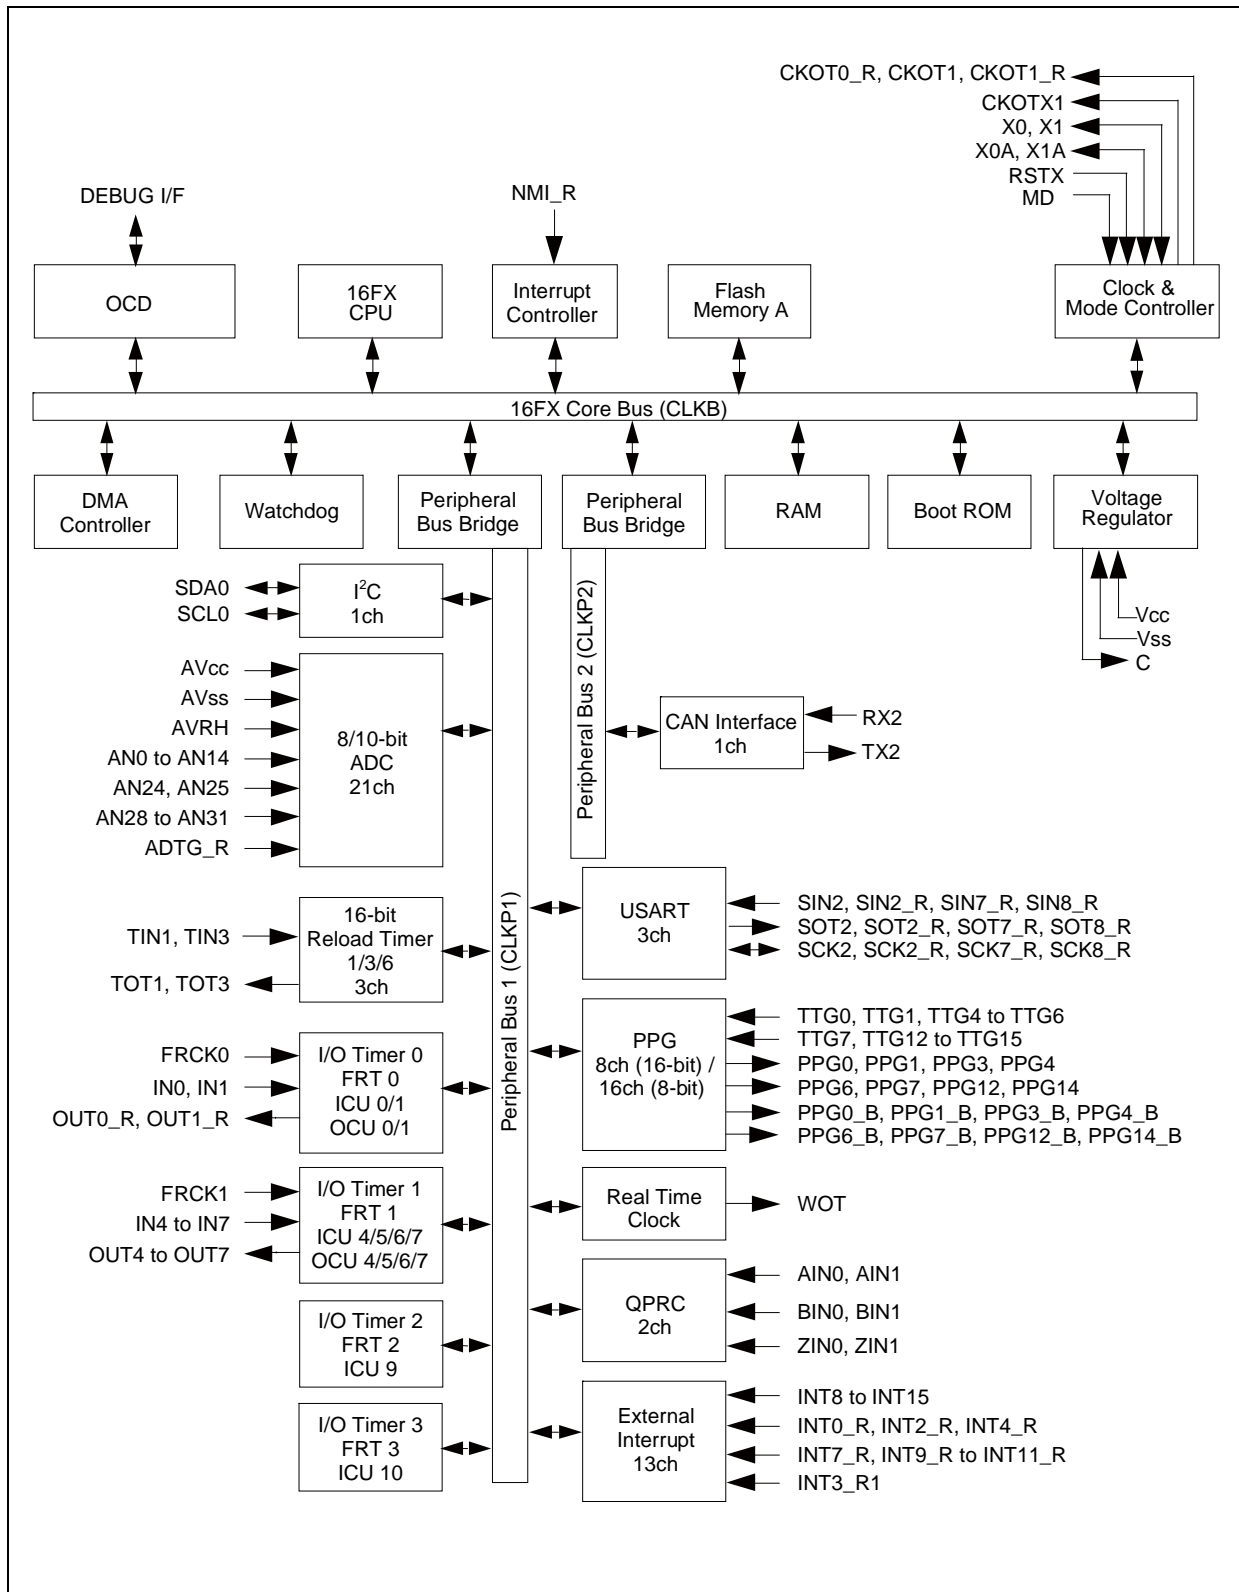 CKOT0_R, CKOT1, CKOT1_R
CKOTX1
X0, X1
X0A, X1A
RSTX
MD
DEBUG I/F
NMI_R
OCD
16FX
CPU
Interrupt
Controller
Flash
Memory A
Clock &
Mode Controller
16FX Core Bus (CLKB)
DMA
Controller
Watchdog
Peripheral
Bus Bridge
Peripheral
Bus Bridge
RAM
Boot ROM
Voltage
Regulator
Vcc
Vss
C
Peripheral Bus 1 (CLKP1)
Peripheral Bus 2 (CLKP2)
SDA0
SCL0
I²C
1ch
AVcc
AVss
AVRH
AN0 to AN14
AN24, AN25
AN28 to AN31
ADTG_R
8/10-bit
ADC
21ch
CAN Interface
1ch
RX2
TX2
TIN1, TIN3
TOT1, TOT3
16-bit
Reload Timer
1/3/6
3ch
USART
3ch
SIN2, SIN2_R, SIN7_R, SIN8_R
SOT2, SOT2_R, SOT7_R, SOT8_R
SCK2, SCK2_R, SCK7_R, SCK8_R
FRCK0
IN0, IN1
OUT0_R, OUT1_R
I/O Timer 0
FRT 0
ICU 0/1
OCU 0/1
PPG
8ch (16-bit) /
16ch (8-bit)
TTG0, TTG1, TTG4 to TTG6
TTG7, TTG12 to TTG15
PPG0, PPG1, PPG3, PPG4
PPG6, PPG7, PPG12, PPG14
PPG0_B, PPG1_B, PPG3_B, PPG4_B
PPG6_B, PPG7_B, PPG12_B, PPG14_B
FRCK1
IN4 to IN7
OUT4 to OUT7
I/O Timer 1
FRT 1
ICU 4/5/6/7
OCU 4/5/6/7
Real Time
Clock
WOT
I/O Timer 2
FRT 2
ICU 9
QPRC
2ch
AIN0, AIN1
BIN0, BIN1
ZIN0, ZIN1
I/O Timer 3
FRT 3
ICU 10
External
Interrupt
13ch
INT8 to INT15
INT0_R, INT2_R, INT4_R
INT7_R, INT9_R to INT11_R
INT3_R1